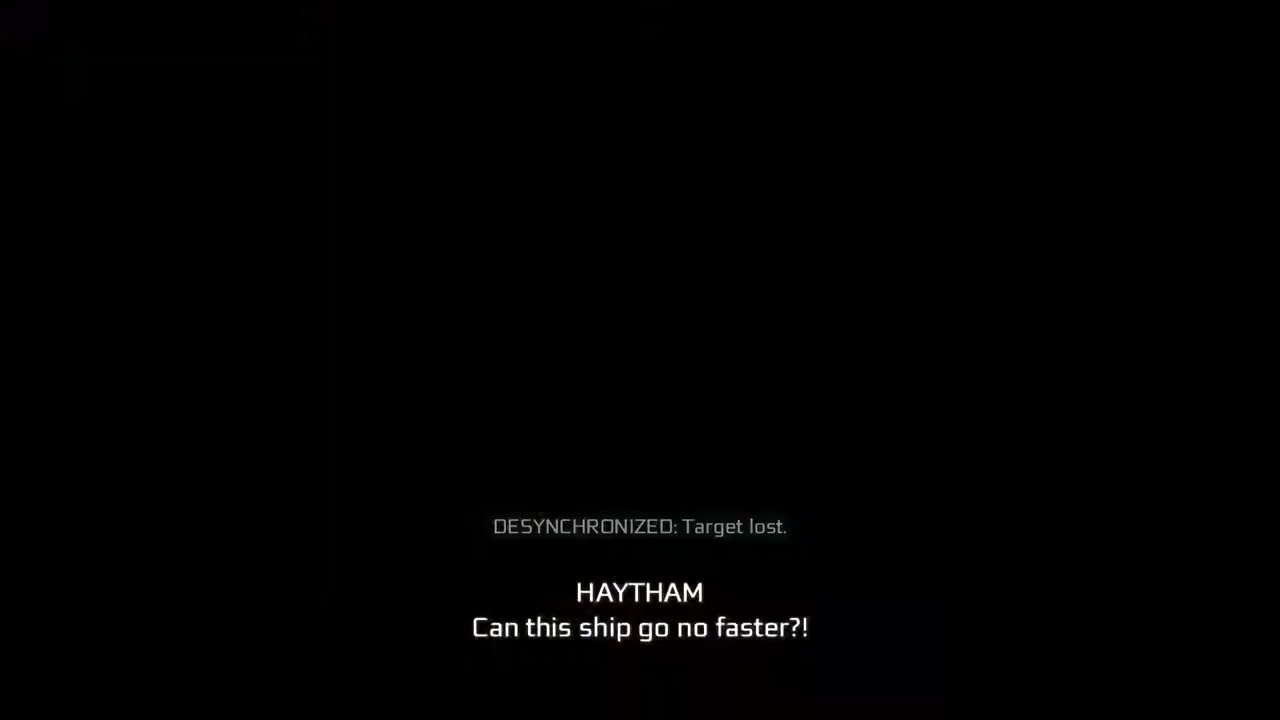 DESYNCHRONIZED: Target lost.
HAYTHAM
Can this ship go no faster?!